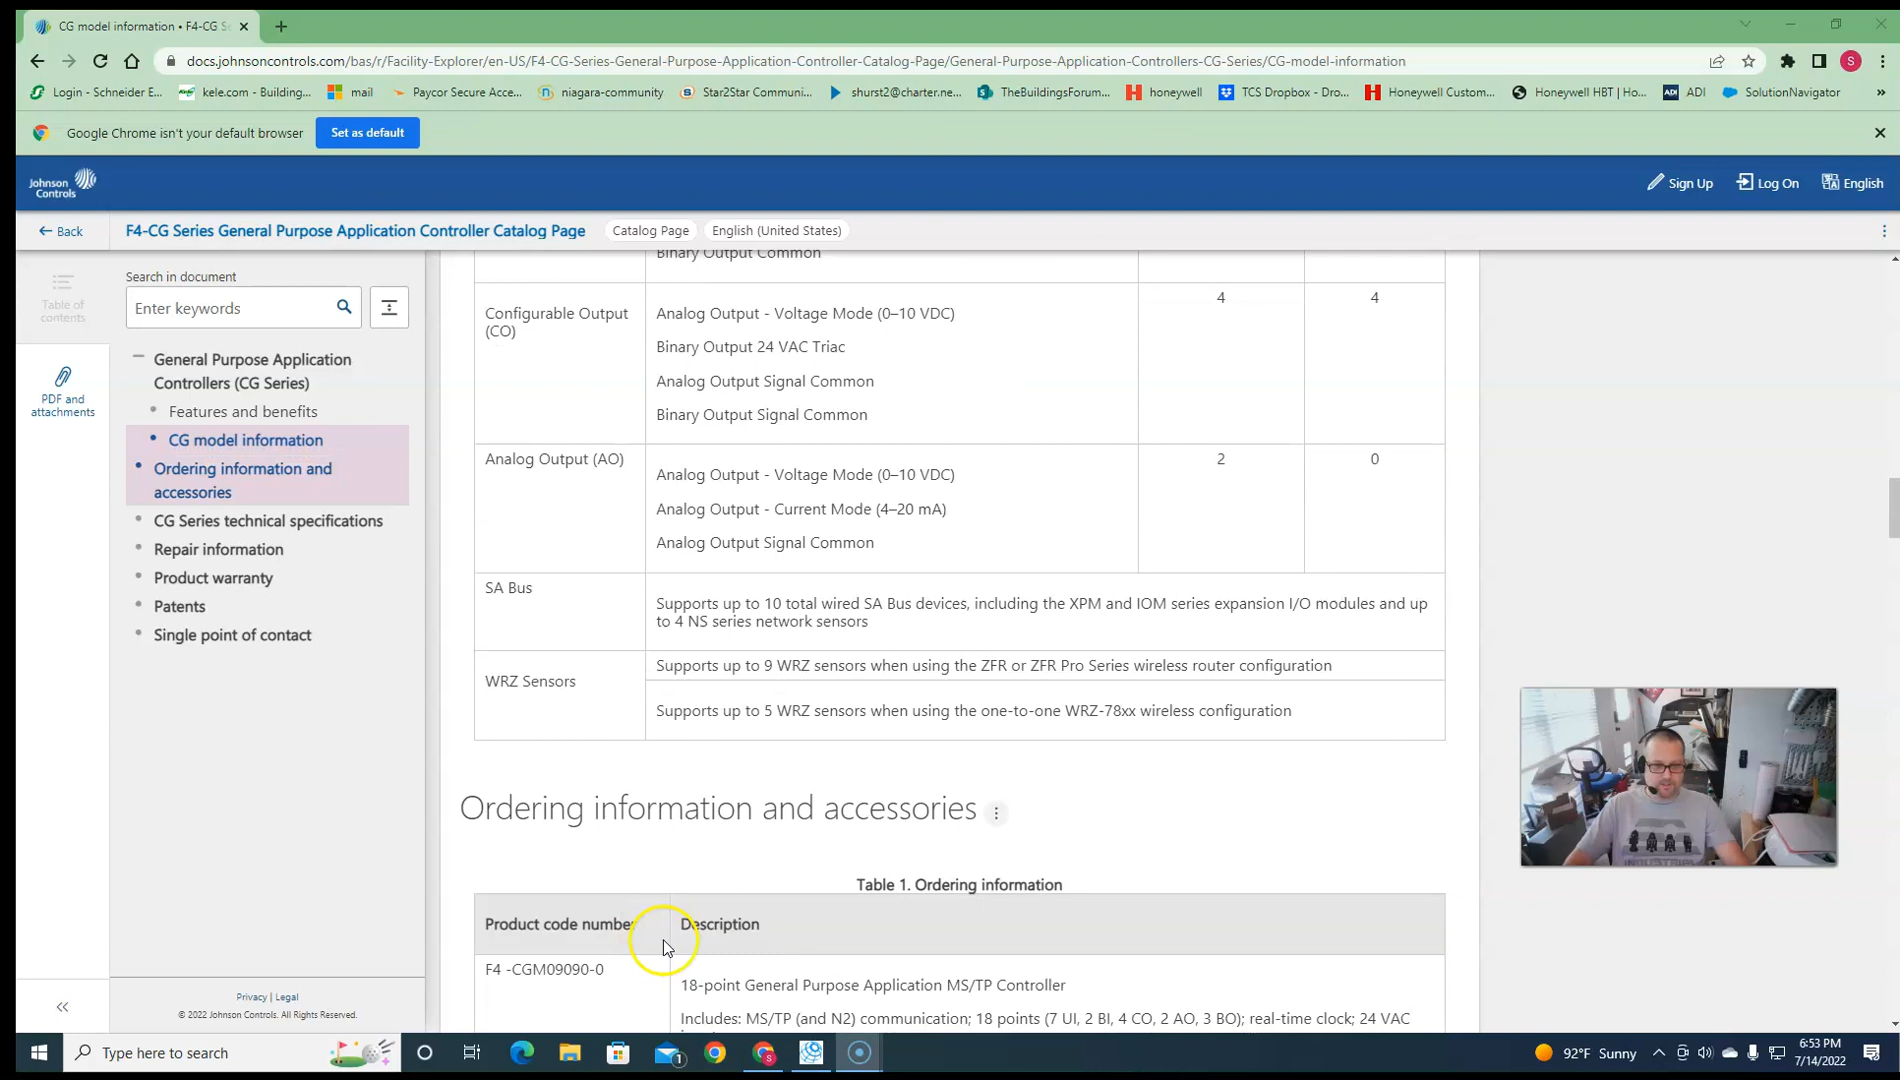 CG model information • F4-CG S
docs.johnsoncontrols.com/bas/r/Facility-Explorer/en-US/F4-CG-Series-General-Purpose-Application-Controller-Catalog-Page/General-Purpose-Application-Controllers-CG-Series/CG-model-information
S
Login - Schneider E... kele.com - Building... mail Paycor Secure Acce... niagara-community Star2Star Communi... shurst2@charter.ne... TheBuildingsForum... honeywell TCS Dropbox - Dro... Honeywell Custom... Honeywell HBT | Ho... ADI SolutionNavigator »
Google Chrome isn't your default browser Set as default
Johnson Controls
Sign Up Log On English
Back F4-CG Series General Purpose Application Controller Catalog Page Catalog Page English (United States)
Table of contents
PDF and attachments
Search in document
Enter keywords
General Purpose Application
Controllers (CG Series)
Features and benefits
CG model information
Ordering information and
accessories
CG Series technical specifications
Repair information
Product warranty
Patents
Single point of contact
Privacy | Legal
© 2022 Johnson Controls. All Rights Reserved.
Binary Output Common
Configurable Output (CO)
Analog Output - Voltage Mode (0–10 VDC)
Binary Output 24 VAC Triac
Analog Output Signal Common
Binary Output Signal Common
4 4
Analog Output (AO)
Analog Output - Voltage Mode (0–10 VDC)
Analog Output - Current Mode (4–20 mA)
Analog Output Signal Common
2 0
SA Bus
Supports up to 10 total wired SA Bus devices, including the XPM and IOM series expansion I/O modules and up
to 4 NS series network sensors
WRZ Sensors
Supports up to 9 WRZ sensors when using the ZFR or ZFR Pro Series wireless router configuration
Supports up to 5 WRZ sensors when using the one-to-one WRZ-78xx wireless configuration
Ordering information and accessories
Table 1. Ordering information
Product code number Description
F4 -CGM09090-0
18-point General Purpose Application MS/TP Controller
Includes: MS/TP (and N2) communication; 18 points (7 UI, 2 BI, 4 CO, 2 AO, 3 BO); real-time clock; 24 VAC
Type here to search
1
S
92°F Sunny
6:53 PM
7/14/2022